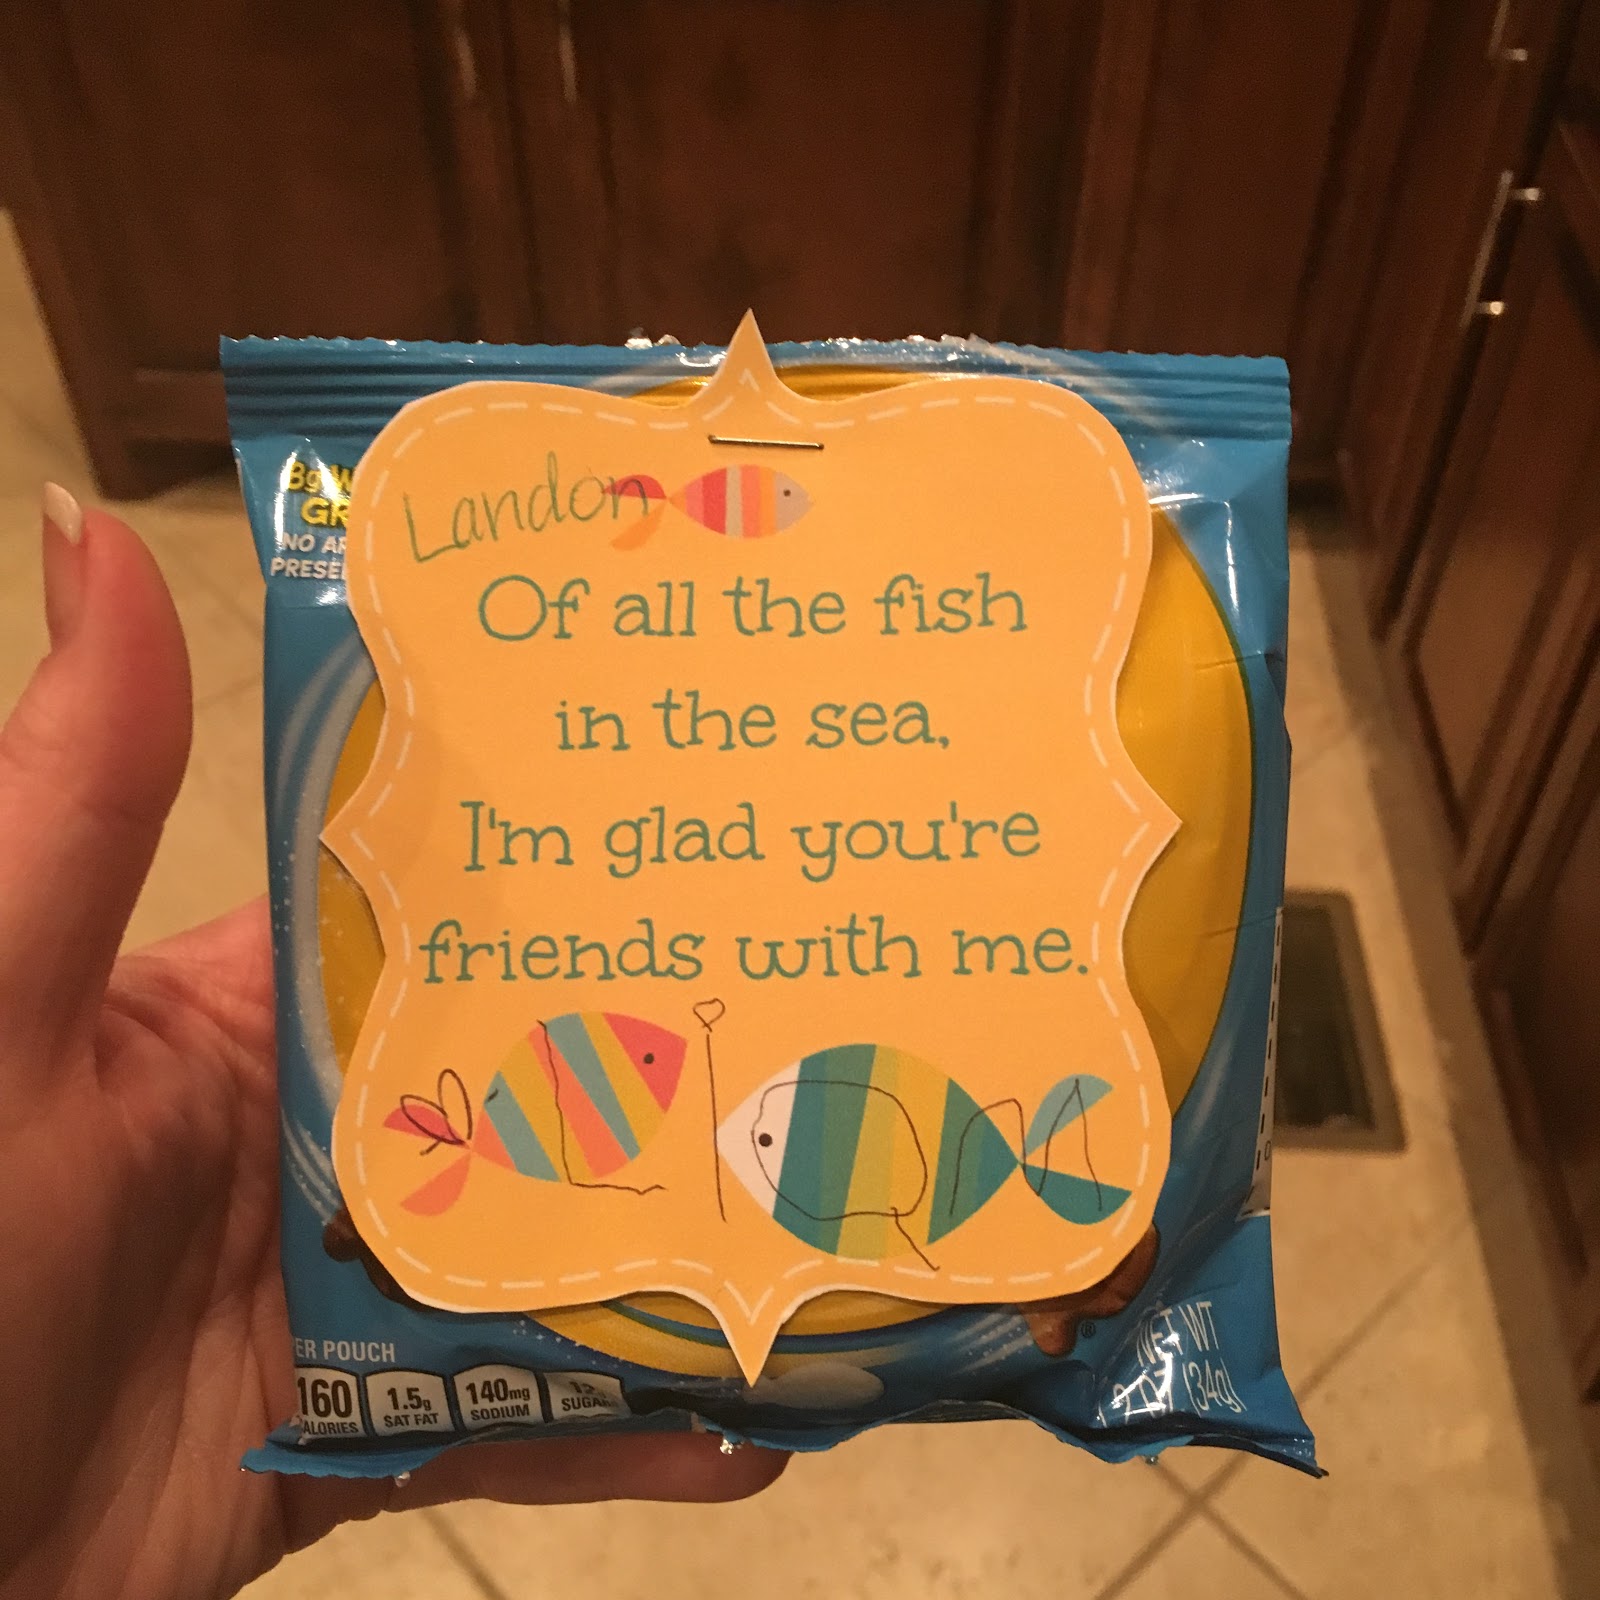 Landon
Of all the fish
in the sea,
I'm glad you're
friends with me.
NO
ER POUCH
160
1.5g
SAT FAT
140mg
SODIUM
NET WT
(34g)